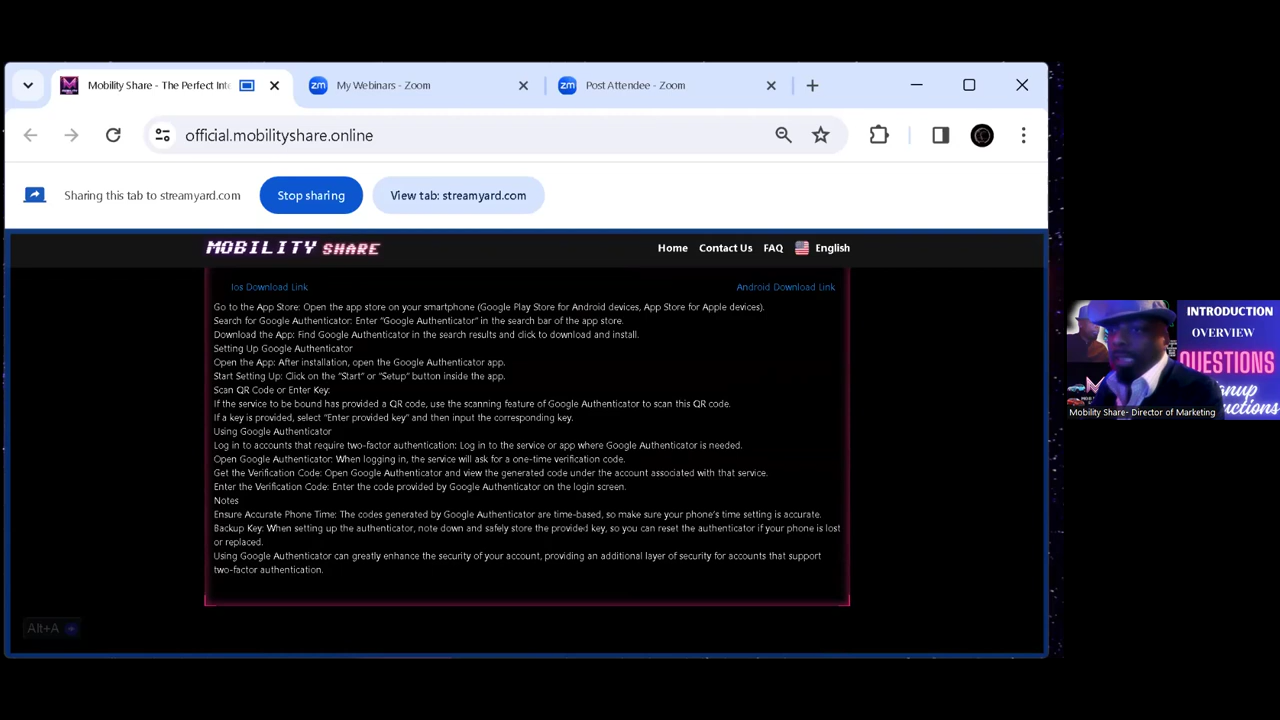 Mobility Share - The Perfect Inte
My Webinars - Zoom
Post Attendee - Zoom
official.mobilityshare.online
Sharing this tab to streamyard.com
Stop sharing
View tab: streamyard.com
MOBILITY SHARE
Home
Contact Us
FAQ
English
Ios Download Link
Android Download Link
Go to the App Store: Open the app store on your smartphone (Google Play Store for Android devices, App Store for Apple devices).
Search for Google Authenticator: Enter "Google Authenticator" in the search bar of the app store.
Download the App: Find Google Authenticator in the search results and click to download and install.
Setting Up Google Authenticator
Open the App: After installation, open the Google Authenticator app.
Start Setting Up: Click on the "Start" or "Setup" button inside the app.
Scan QR Code or Enter Key:
If the service to be bound has provided a QR code, use the scanning feature of Google Authenticator to scan this QR code.
If a key is provided, select "Enter provided key" and then input the corresponding key.
Using Google Authenticator
Log in to accounts that require two-factor authentication: Log in to the service or app where Google Authenticator is needed.
Open Google Authenticator: When logging in, the service will ask for a one-time verification code.
Get the Verification Code: Open Google Authenticator and view the generated code under the account associated with that service.
Enter the Verification Code: Enter the code provided by Google Authenticator on the login screen.
Notes
Ensure Accurate Phone Time: The codes generated by Google Authenticator are time-based, so make sure your phone's time setting is accurate.
Backup Key: When setting up the authenticator, note down and safely store the provided key, so you can reset the authenticator if your phone is lost
or replaced.
Using Google Authenticator can greatly enhance the security of your account, providing an additional layer of security for accounts that support
two-factor authentication.
Alt+A
INTRODUCTION
OVERVIEW
QUESTIONS
Mobility Share- Director of Marketing